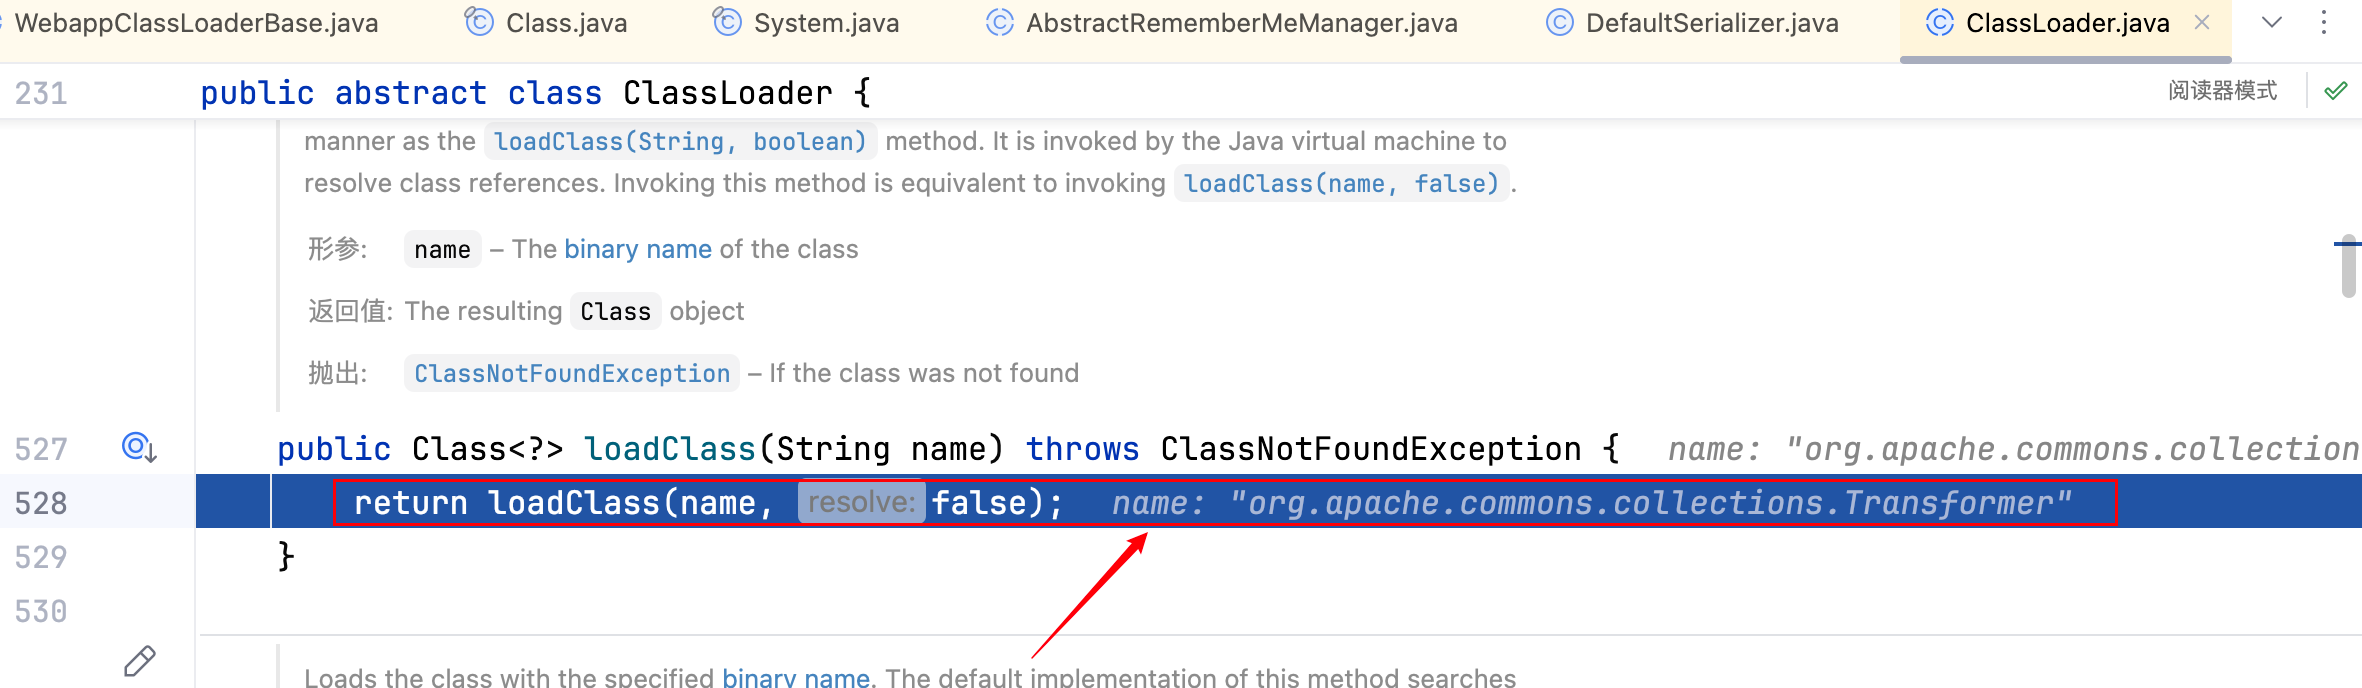 WebappClassLoaderBase.java Class.java System.java AbstractRememberMeManager.java DefaultSerializer.java ClassLoader.java
231 public abstract class ClassLoader { 阅读器模式
manner as the loadClass(String, boolean) method. It is invoked by the Java virtual machine to
resolve class references. Invoking this method is equivalent to invoking loadClass(name, false).
形参: name – The binary name of the class
返回值: The resulting Class object
抛出: ClassNotFoundException – If the class was not found
527 public Class<?> loadClass(String name) throws ClassNotFoundException { name: "org.apache.commons.collection
528 return loadClass(name, resolve: false); name: "org.apache.commons.collections.Transformer"
529 }
530
Loads the class with the specified binary name. The default implementation of this method searches